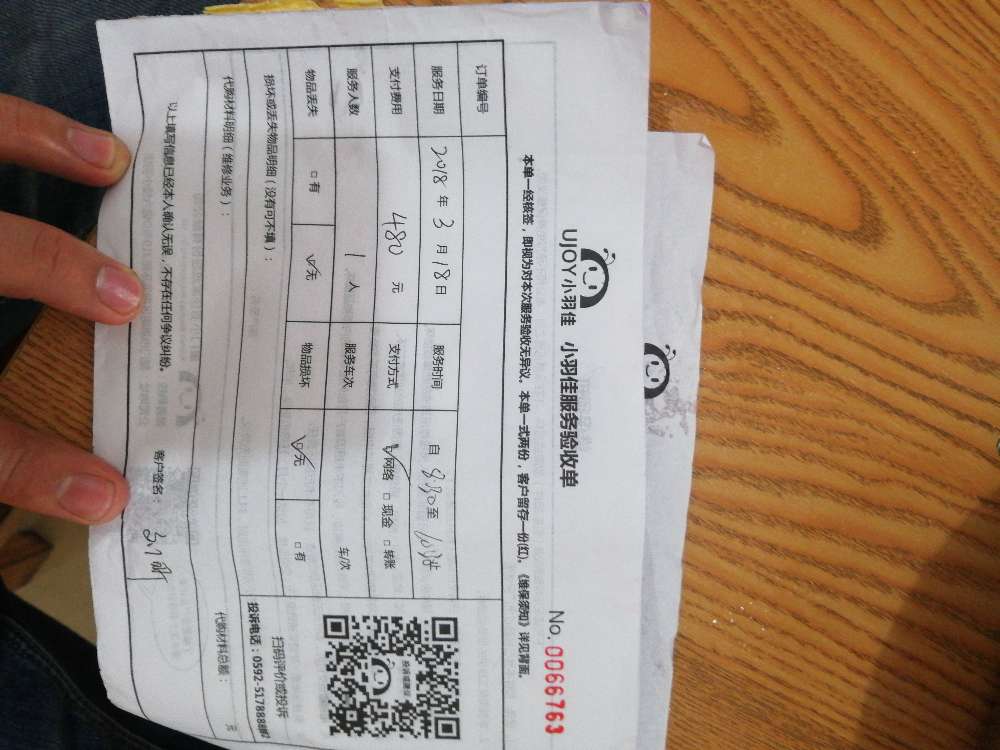 UJOY小羽佳 小羽佳服务验收单
No. 0066763
本单一经核签，即视为对本次服务验收无异议。本单一式两份，客户留存一份(红)。《维保须知》详见背面。
订单编号
服务日期 2018 年 3 月 18 日 服务时间 自 8:30 至
支付费用 480 元 支付方式 ☑网络 □现金 □转账
服务人数 1 人 服务车次 车/次
物品丢失 □有 ☑无 物品损坏 ☑无 □有
损坏或丢失物品明细（没有可不填）：
扫码评价或投诉
投诉电话：0592-5178888
代购材料明细（维修业务）：
代购材料总额： 元
以上填写信息已经本人确认无误，不存在任何争议纠纷。 客户签名：